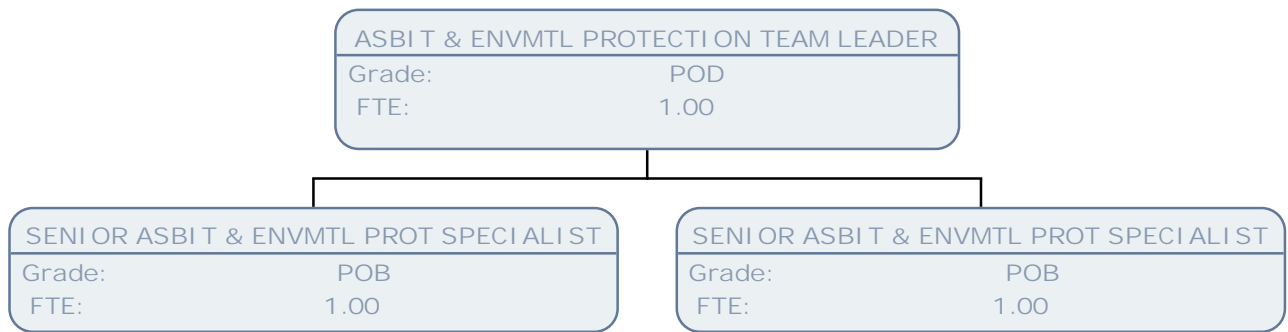 ASBIT & ENVMTL PROTECTION TEAM LEADER
Grade: POD
FTE: 1.00
SENIOR ASBIT & ENVMTL PROT SPECIALIST
Grade: POB
FTE: 1.00
SENIOR ASBIT & ENVMTL PROT SPECIALIST
Grade: POB
FTE: 1.00